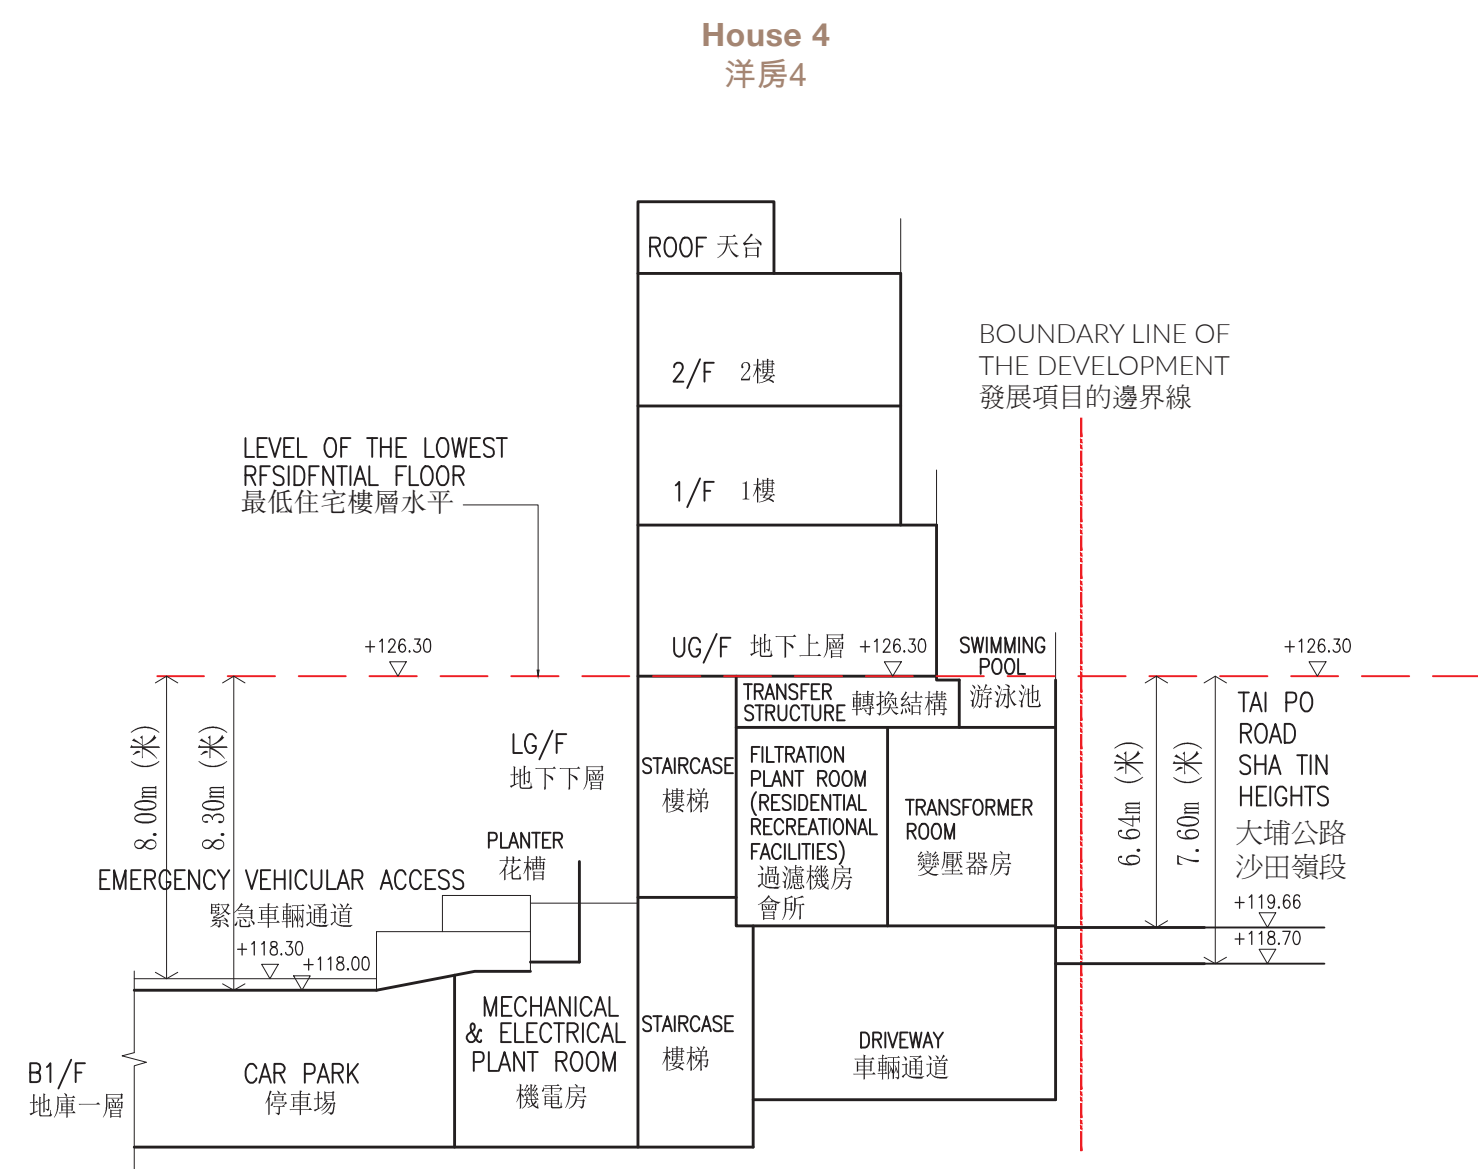 House 4
洋房4
ROOF 天台
2/F 2樓
BOUNDARY LINE OF
THE DEVELOPMENT
發展項目的邊界線
LEVEL OF THE LOWEST
RFSIDFNTIAL FLOOR
最低住宅樓層水平
1/F 1樓
UG/F 地下上層
+126.30
+126.30
+126.30
SWIMMING
POOL
游泳池
TRANSFER
STRUCTURE 轉換結構
8.00m (米)
8.30m (米)
LG/F
地下下層
STAIRCASE
樓梯
FILTRATION
PLANT ROOM
(RESIDENTIAL
RECREATIONAL
FACILITIES)
過濾機房
會所
TRANSFORMER
ROOM
變壓器房
6.64m (米)
7.60m (米)
TAI PO
ROAD
SHA TIN
HEIGHTS
大埔公路
沙田嶺段
+119.66
+118.70
PLANTER
花槽
EMERGENCY VEHICULAR ACCESS
緊急車輛通道
+118.30
+118.00
MECHANICAL
& ELECTRICAL
PLANT ROOM
機電房
STAIRCASE
樓梯
DRIVEWAY
車輛通道
B1/F
地庫一層
CAR PARK
停車場